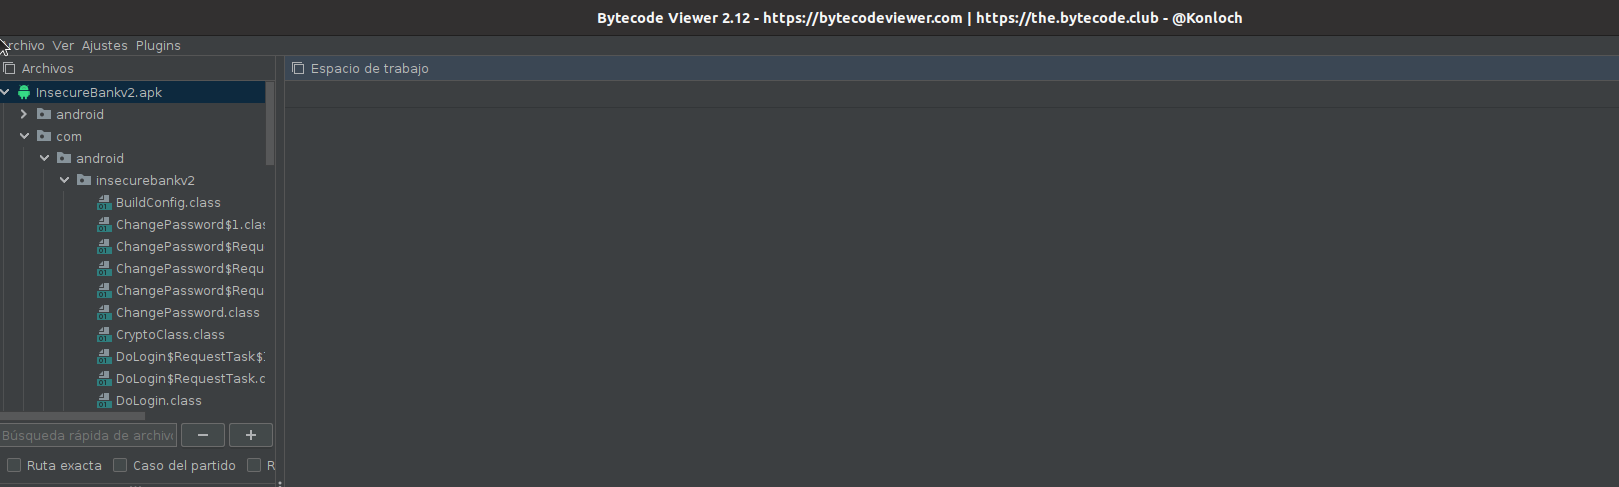 Bytecode Viewer 2.12 - https://bytecodeviewer.com | https://the.bytecode.club - @Konloch
Archivo Ver Ajustes Plugins
Archivos
Espacio de trabajo
InsecureBankv2.apk
android
com
android
insecurebankv2
BuildConfig.class
ChangePassword$1.clas
ChangePassword$Requ
ChangePassword$Requ
ChangePassword$Requ
ChangePassword.class
CryptoClass.class
DoLogin$RequestTask$1
DoLogin$RequestTask.c
DoLogin.class
Búsqueda rápida de archiv
− +
Ruta exacta Caso del partido R